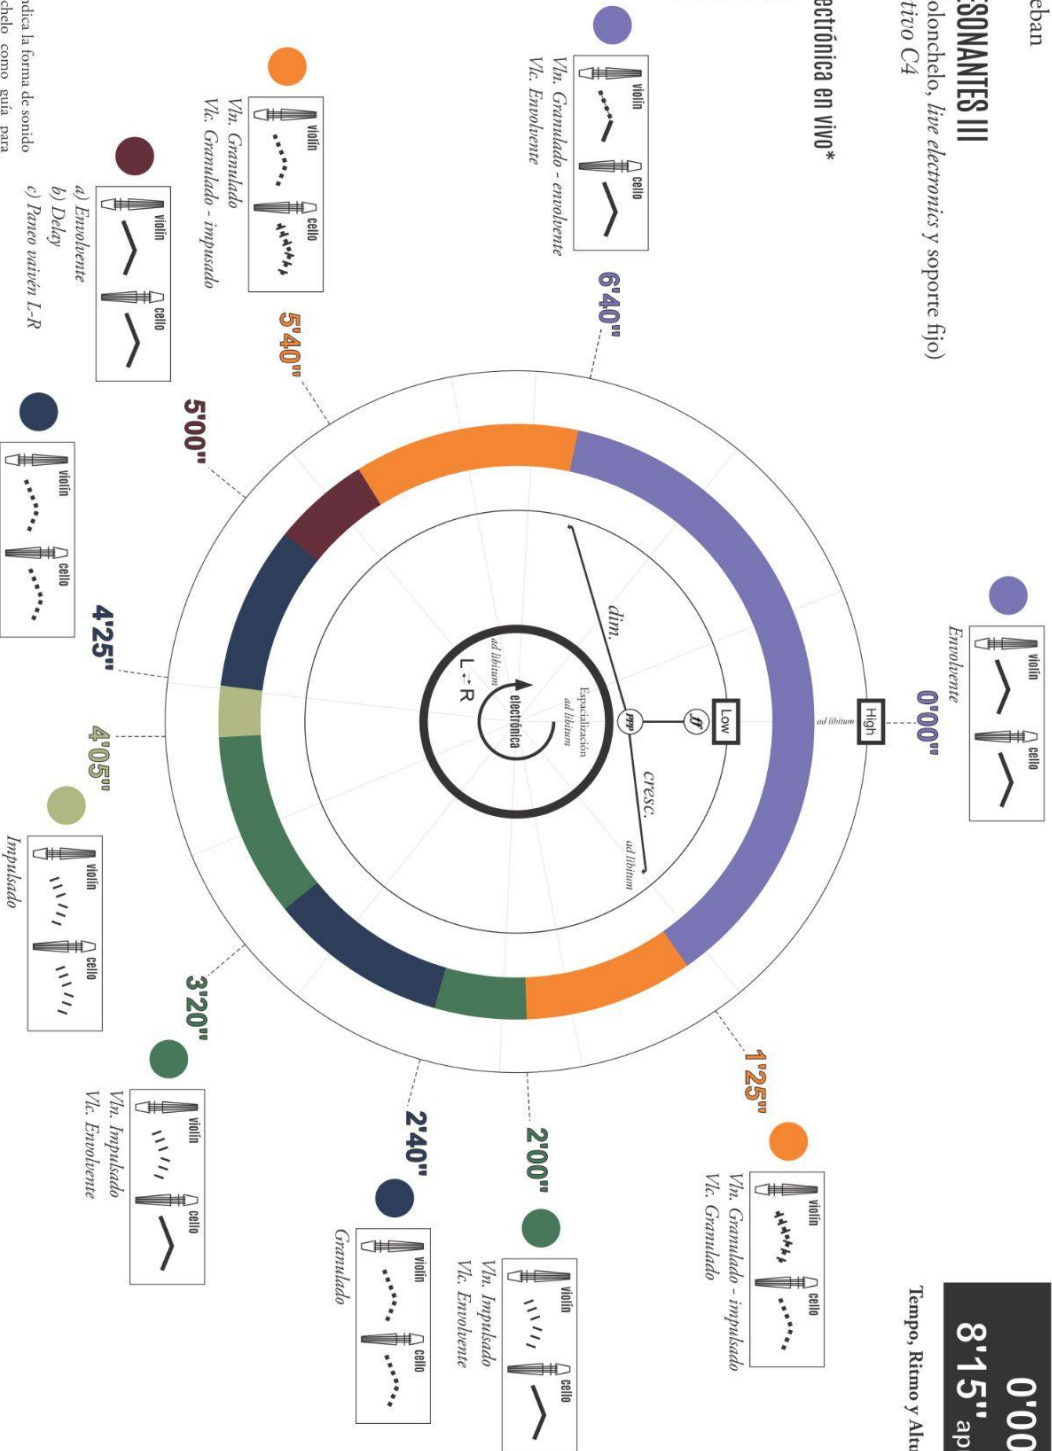 eban
ESONANTES III
olonchelo, live electronics y soporte fijo)
tivo C4
ectrónica en vivo*
0'00
8'15" ap
Tempo, Ritmo y Altu
0'00"
violín
cello
Envolvente
1'25"
violín
cello
Vln. Granulado - impulsado
Vlc. Granulado
2'00"
violín
cello
Vln. Impulsado
Vlc. Envolvente
2'40"
violín
cello
Granulado
3'20"
violín
cello
Vln. Impulsado
Vlc. Envolvente
4'05"
violín
cello
Impulsado
4'25"
violín
cello
5'00"
violín
cello
a) Envolvente
b) Delay
c) Paneo vaivén L-R
5'40"
violín
cello
Vln. Granulado
Vlc. Granulado - impusado
6'40"
violín
cello
Vln. Granulado - envolvente
Vlc. Envolvente
High
ad libitum
Low
ff
ppp
dim.
cresc.
ad libitum
Espacialización
ad libitum
electrónica
ad libitum
L R
ndica la forma de sonido
chelo como guía para